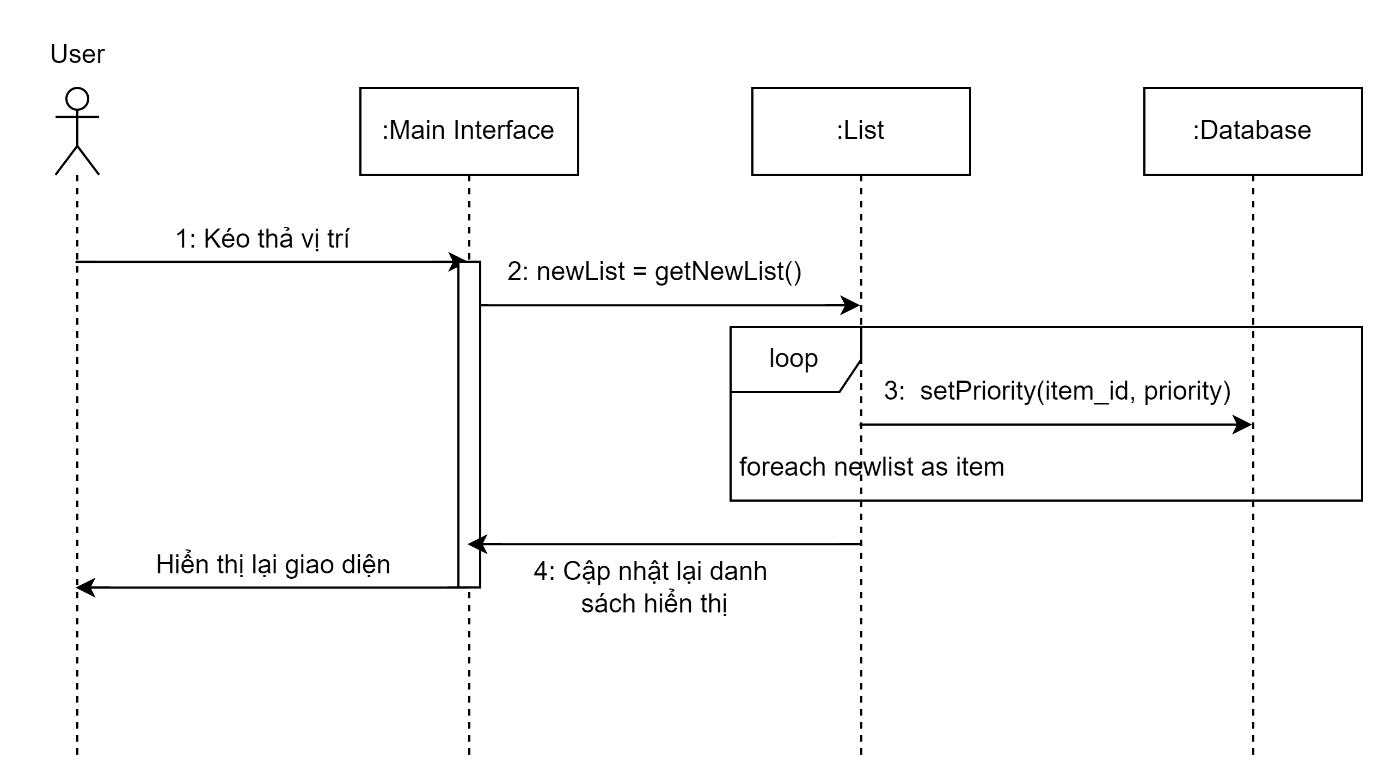 User
:Main Interface
:List
:Database
1: Kéo thả vị trí
2: newList = getNewList()
loop
3:  setPriority(item_id, priority)
foreach newlist as item
Hiển thị lại giao diện
4: Cập nhật lại danh
sách hiển thị